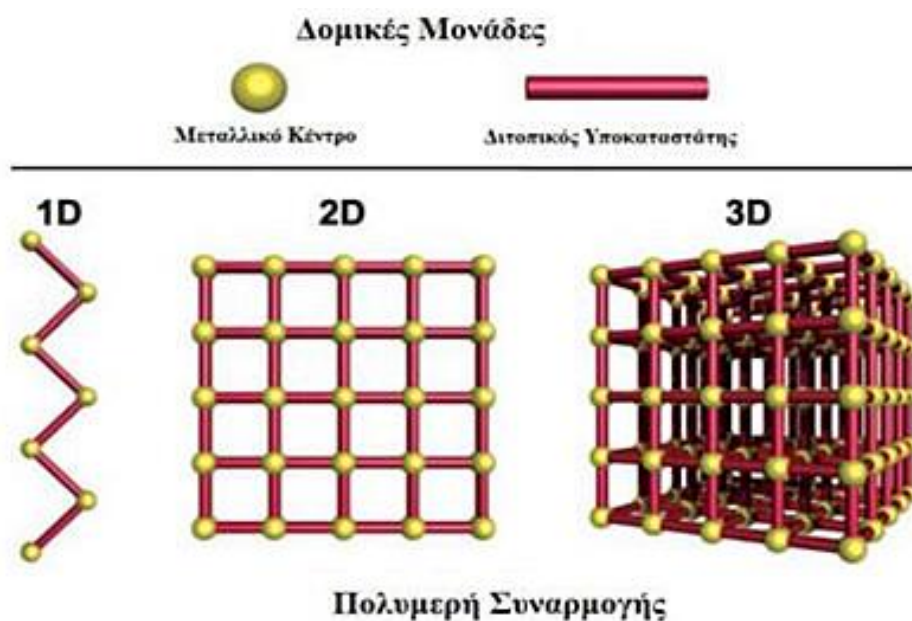 Δομικές Μονάδες
Μεταλλικό Κέντρο
Διτοπικός Υποκαταστάτης
1D
2D
3D
Πολυμερή Συναρμογής